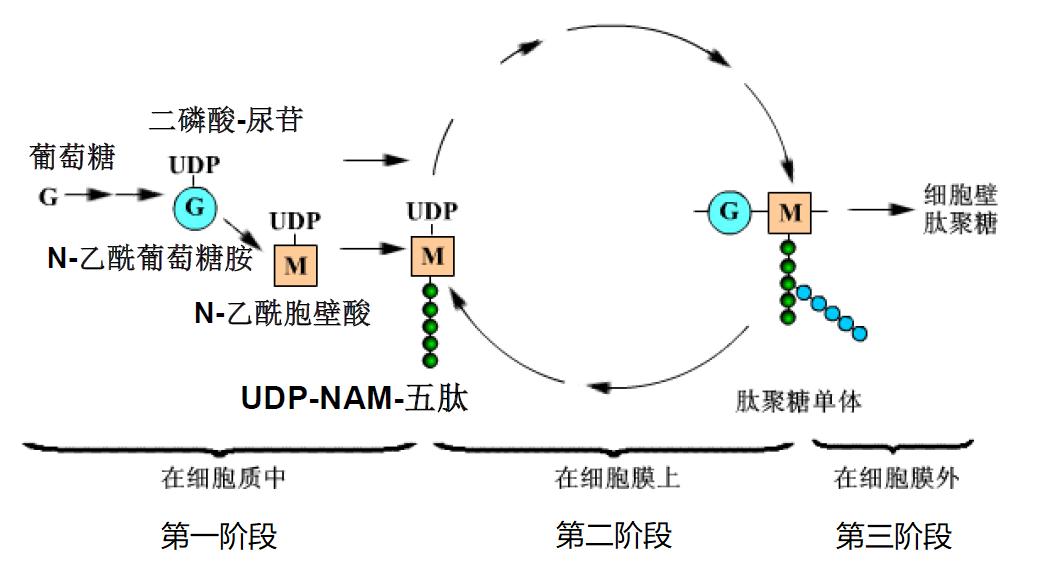 二磷酸-尿苷
葡萄糖
UDP
G
G
N-乙酰葡萄糖胺
UDP
M
N-乙酰胞壁酸
UDP
M
UDP-NAM-五肽
G
M
细胞壁
肽聚糖
肽聚糖单体
在细胞质中
在细胞膜上
在细胞膜外
第一阶段
第二阶段
第三阶段